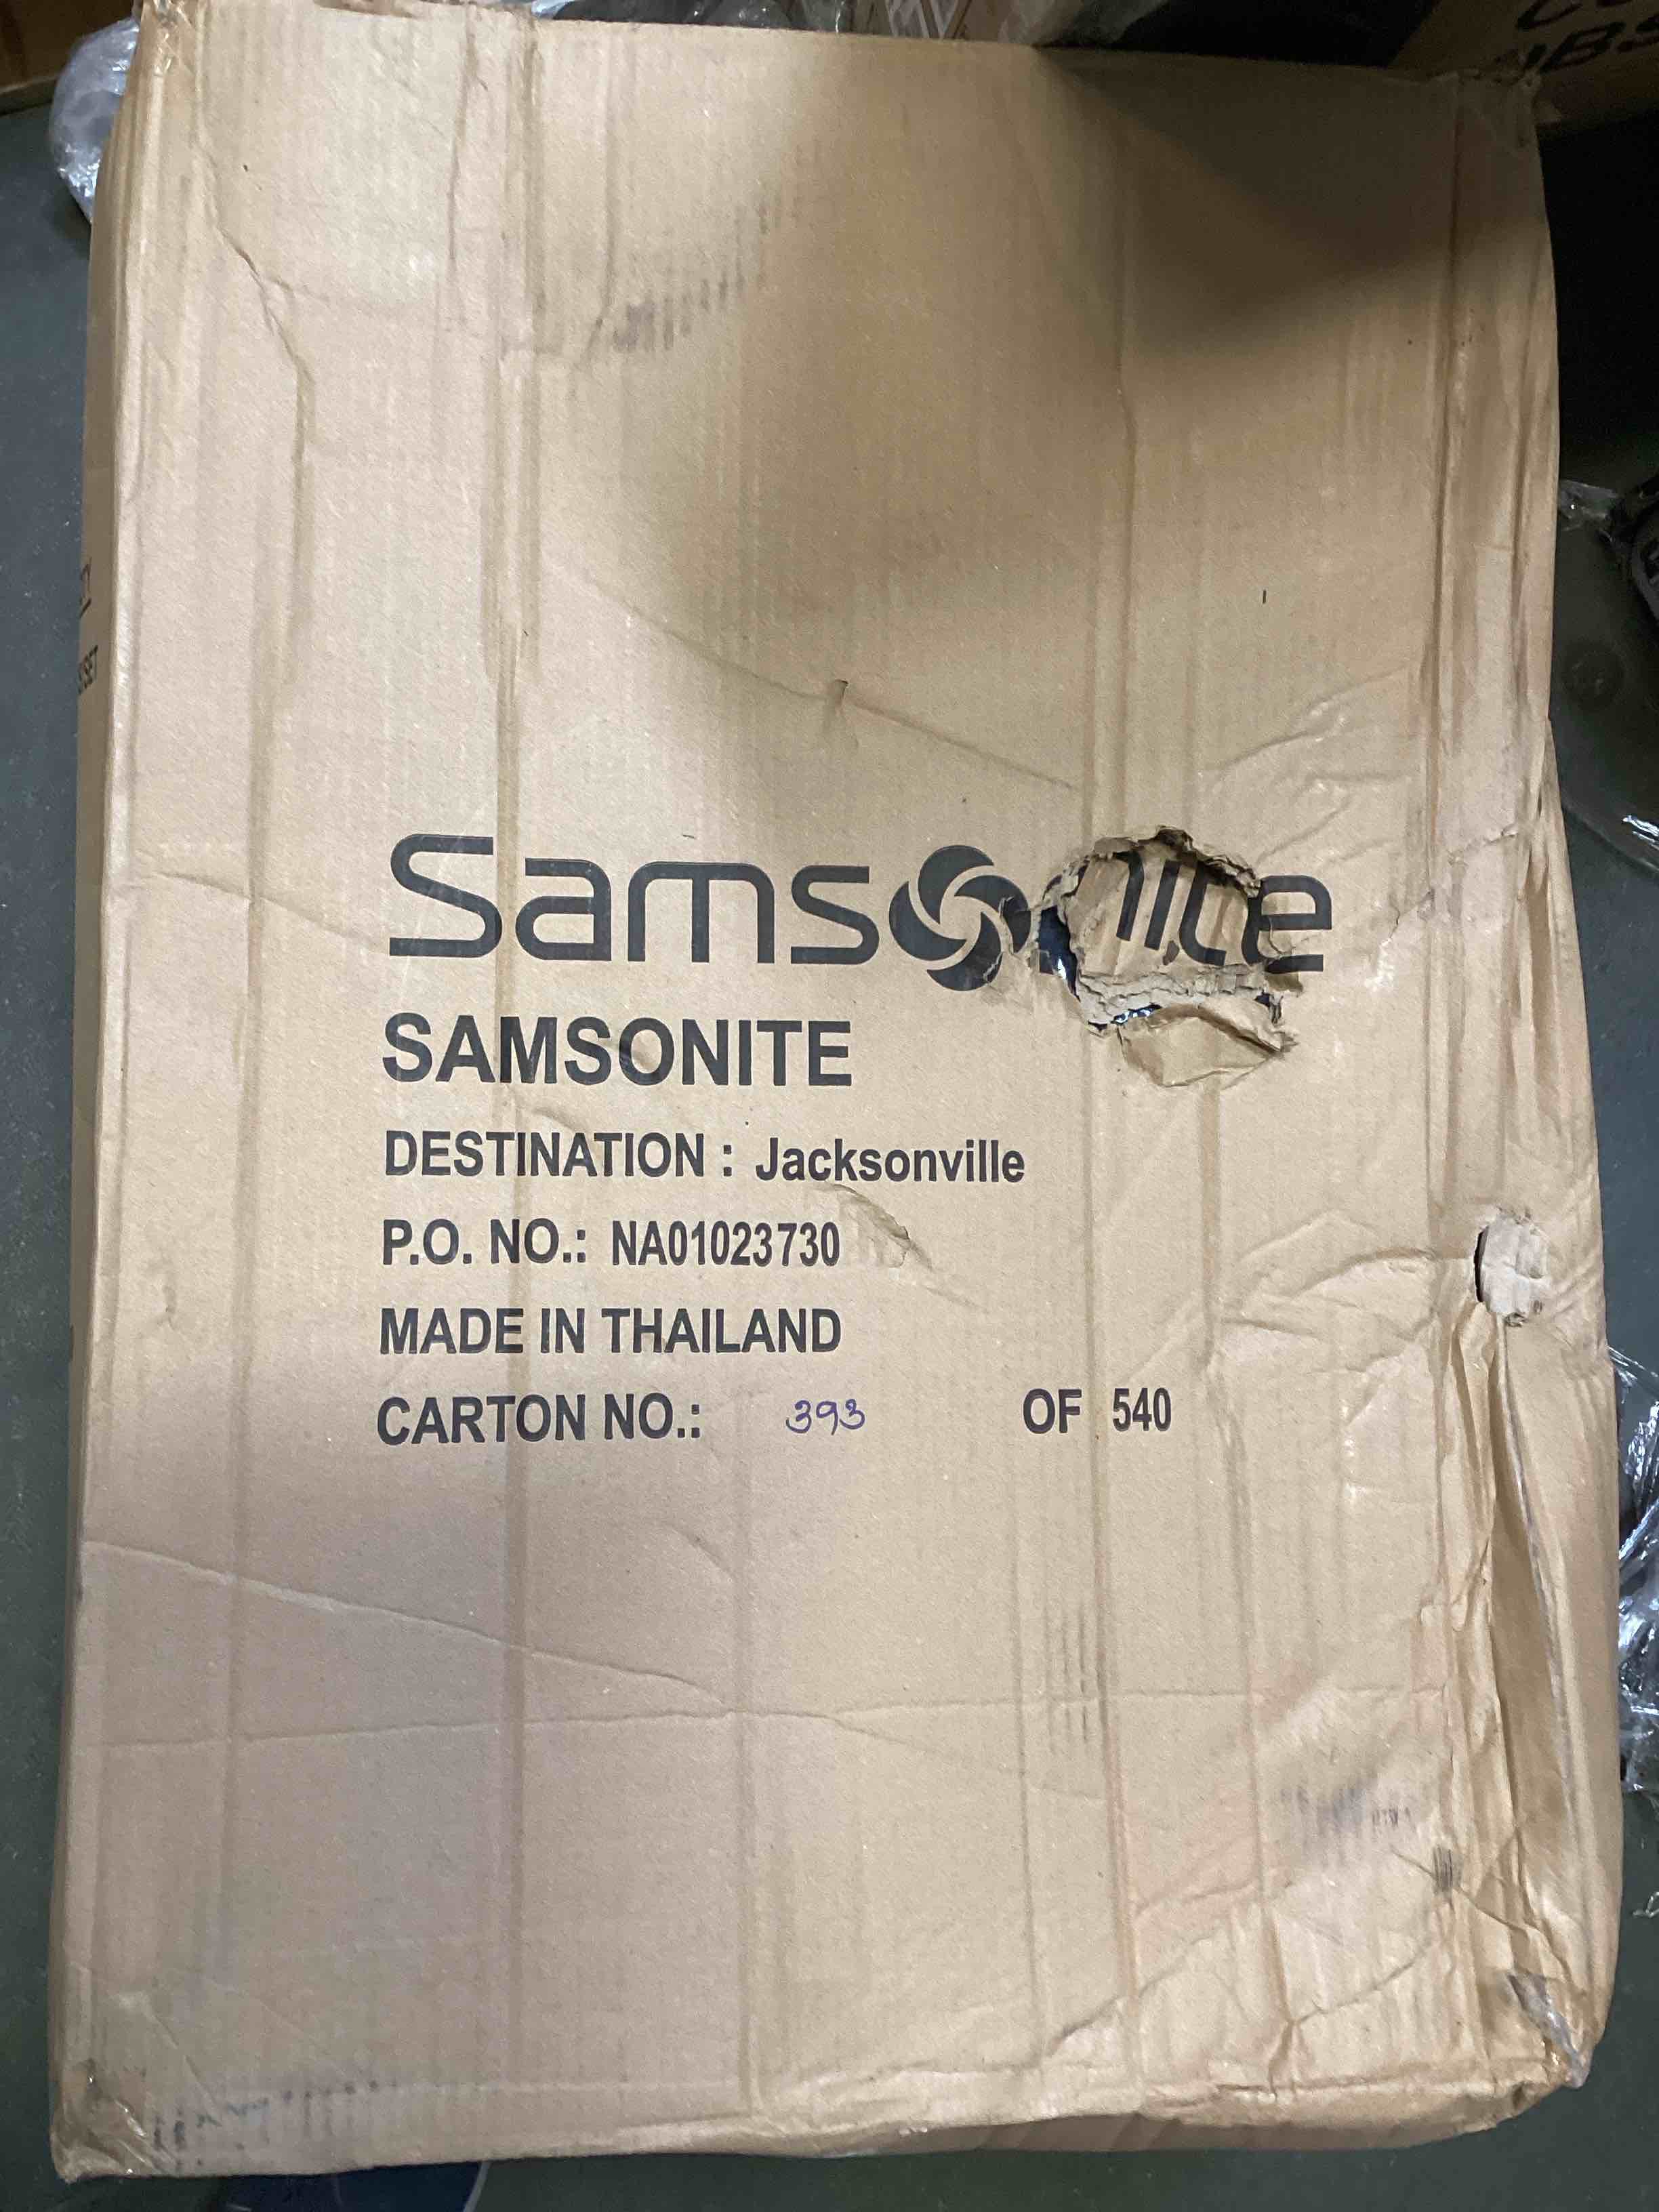 Samsonite
SAMSONITE
DESTINATION : Jacksonville
P.O. NO.: NA01023730
MADE IN THAILAND
CARTON NO.: 393 OF 540